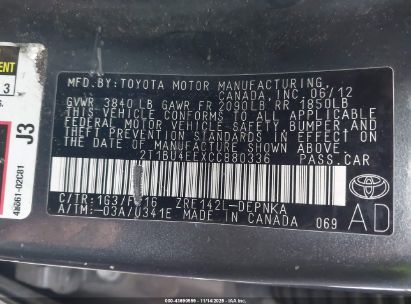 MFD.BY:TOYOTA MOTOR MANUFACTURING
CANADA, INC. 06/12
GVWR 3840 LB GAWR FR 2090LB RR 1850LB
THIS VEHICLE CONFORMS TO ALL APPLICABLE
FEDERAL MOTOR VEHICLE SAFETY, BUMPER AND
THEFT PREVENTION STANDARDS IN EFFECT ON
THE DATE OF MANUFACTURE SHOWN ABOVE.
2T1BU4EEXCC880336 PASS.CAR
C/TR:1G3/ 16 ZRE142L-DEPNKA
A/TM:-03A/U341E MADE IN CANADA 069
TOYOTA
AD
J3
3